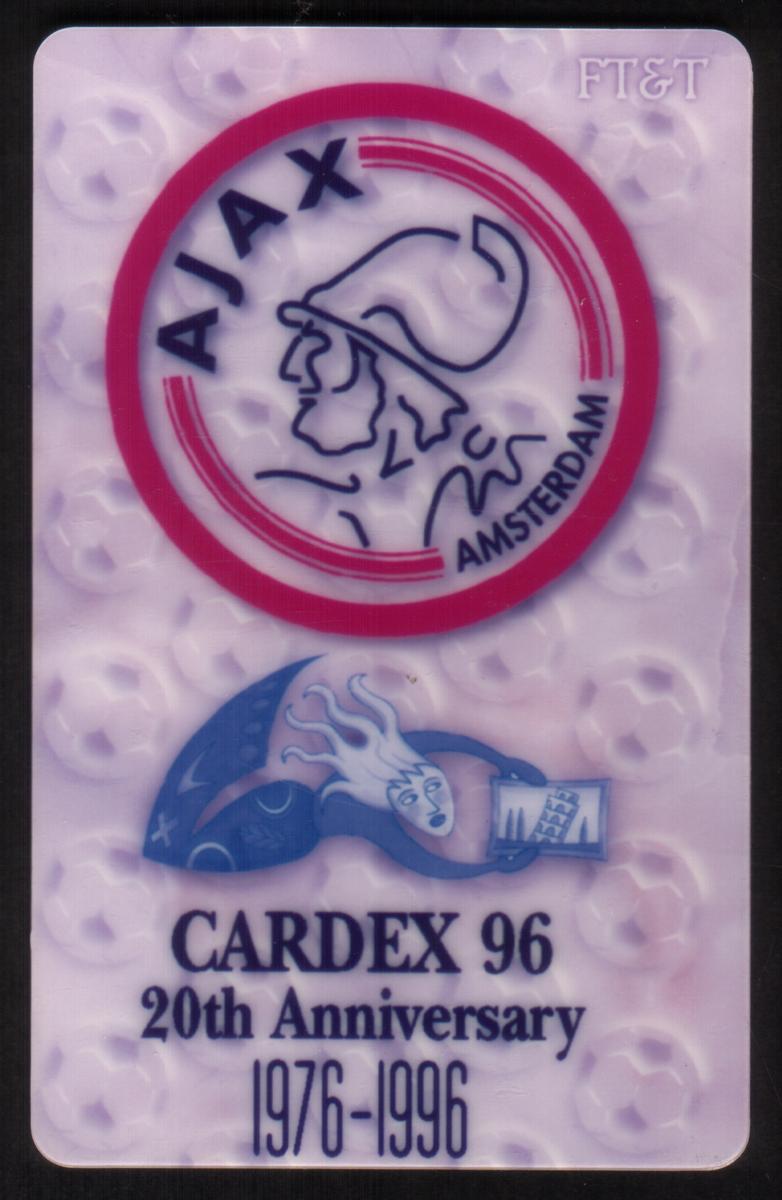 FT&T
AJAX
AMSTERDAM
CARDEX 96
20th Anniversary
1976-1996